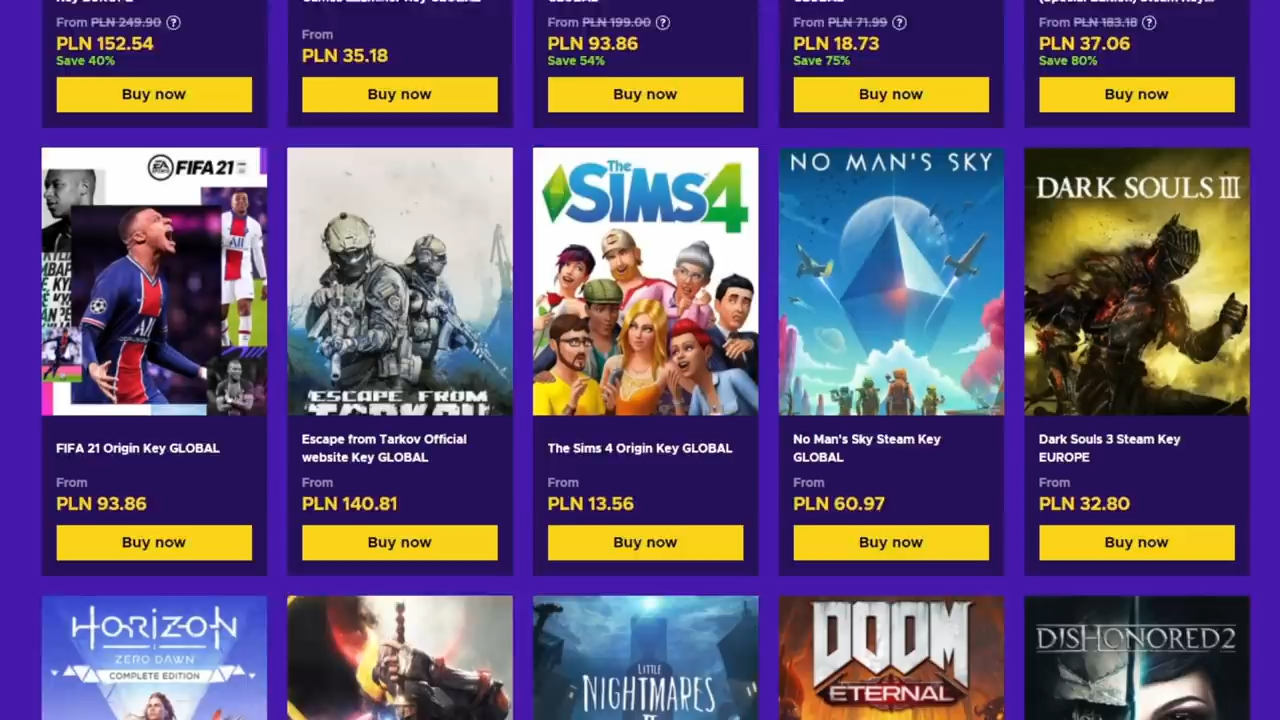 From PLN 249.90 ?
PLN 152.54
Save 40%
Buy now
From
PLN 35.18
Buy now
From PLN 199.00 ?
PLN 93.86
Save 54%
Buy now
From PLN 71.99 ?
PLN 18.73
Save 75%
Buy now
From PLN 183.18 ?
PLN 37.06
Save 80%
Buy now
EA SPORTS FIFA 21
FIFA 21 Origin Key GLOBAL
From
PLN 93.86
Buy now
ESCAPE FROM
TARKOV
Escape from Tarkov Official
website Key GLOBAL
From
PLN 140.81
Buy now
The
SIMS 4
The Sims 4 Origin Key GLOBAL
From
PLN 13.56
Buy now
NO MAN'S SKY
No Man's Sky Steam Key
GLOBAL
From
PLN 60.97
Buy now
DARK SOULS III
Dark Souls 3 Steam Key
EUROPE
From
PLN 32.80
Buy now
HORIZON
ZERO DAWN
COMPLETE EDITION
LITTLE
NIGHTMARES
II
DOOM
ETERNAL
DISHONORED 2